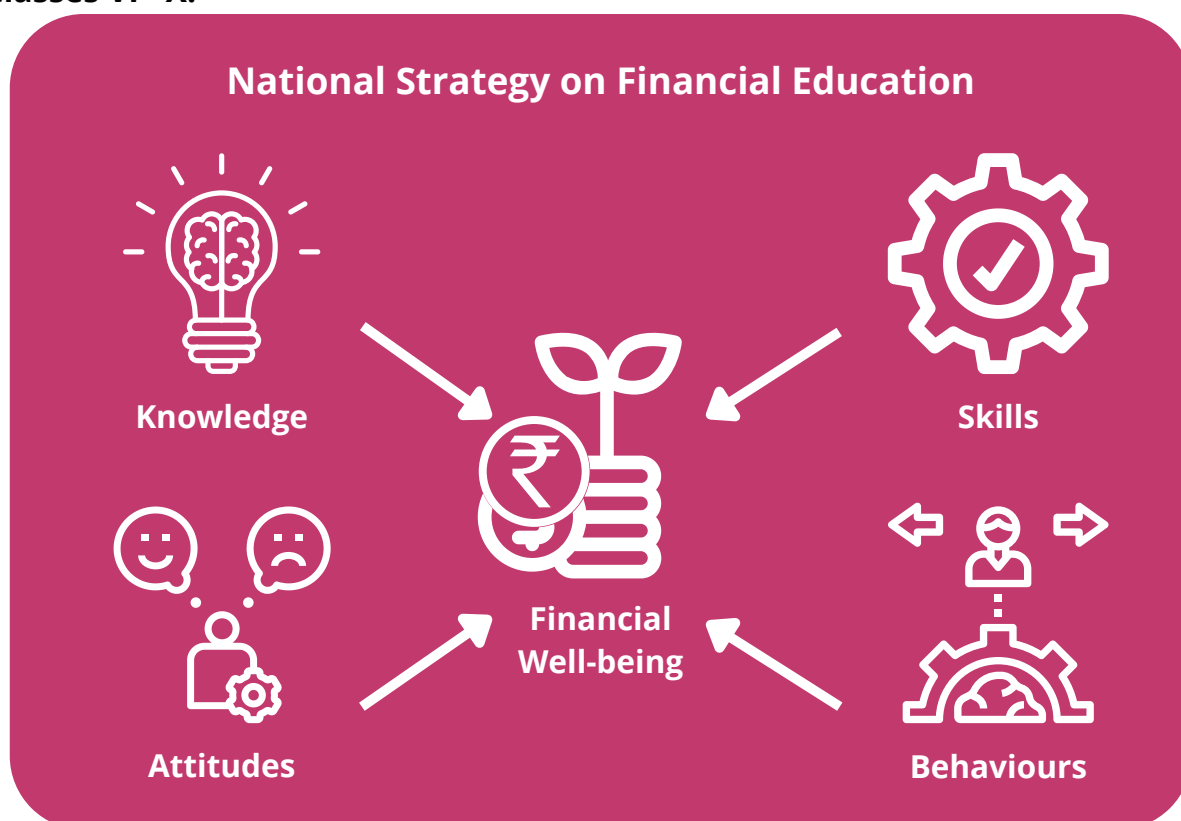 National Strategy on Financial Education
Knowledge
Skills
₹
Financial
Well-being
Attitudes
Behaviours